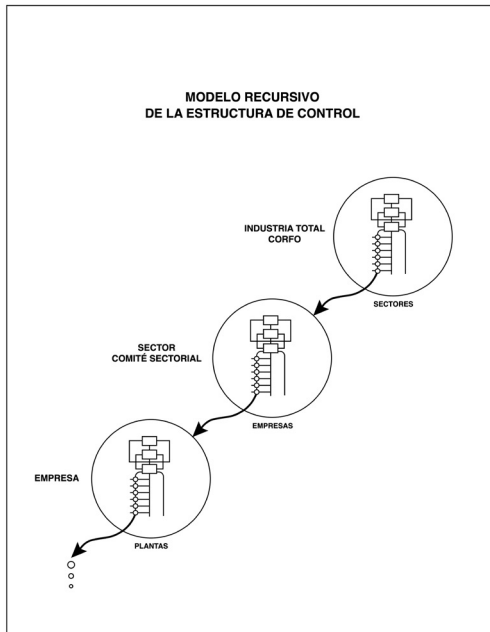 MODELO RECURSIVO
DE LA ESTRUCTURA DE CONTROL
INDUSTRIA TOTAL
CORFO
SECTORES
SECTOR
COMITÉ SECTORIAL
EMPRESAS
EMPRESA
PLANTAS